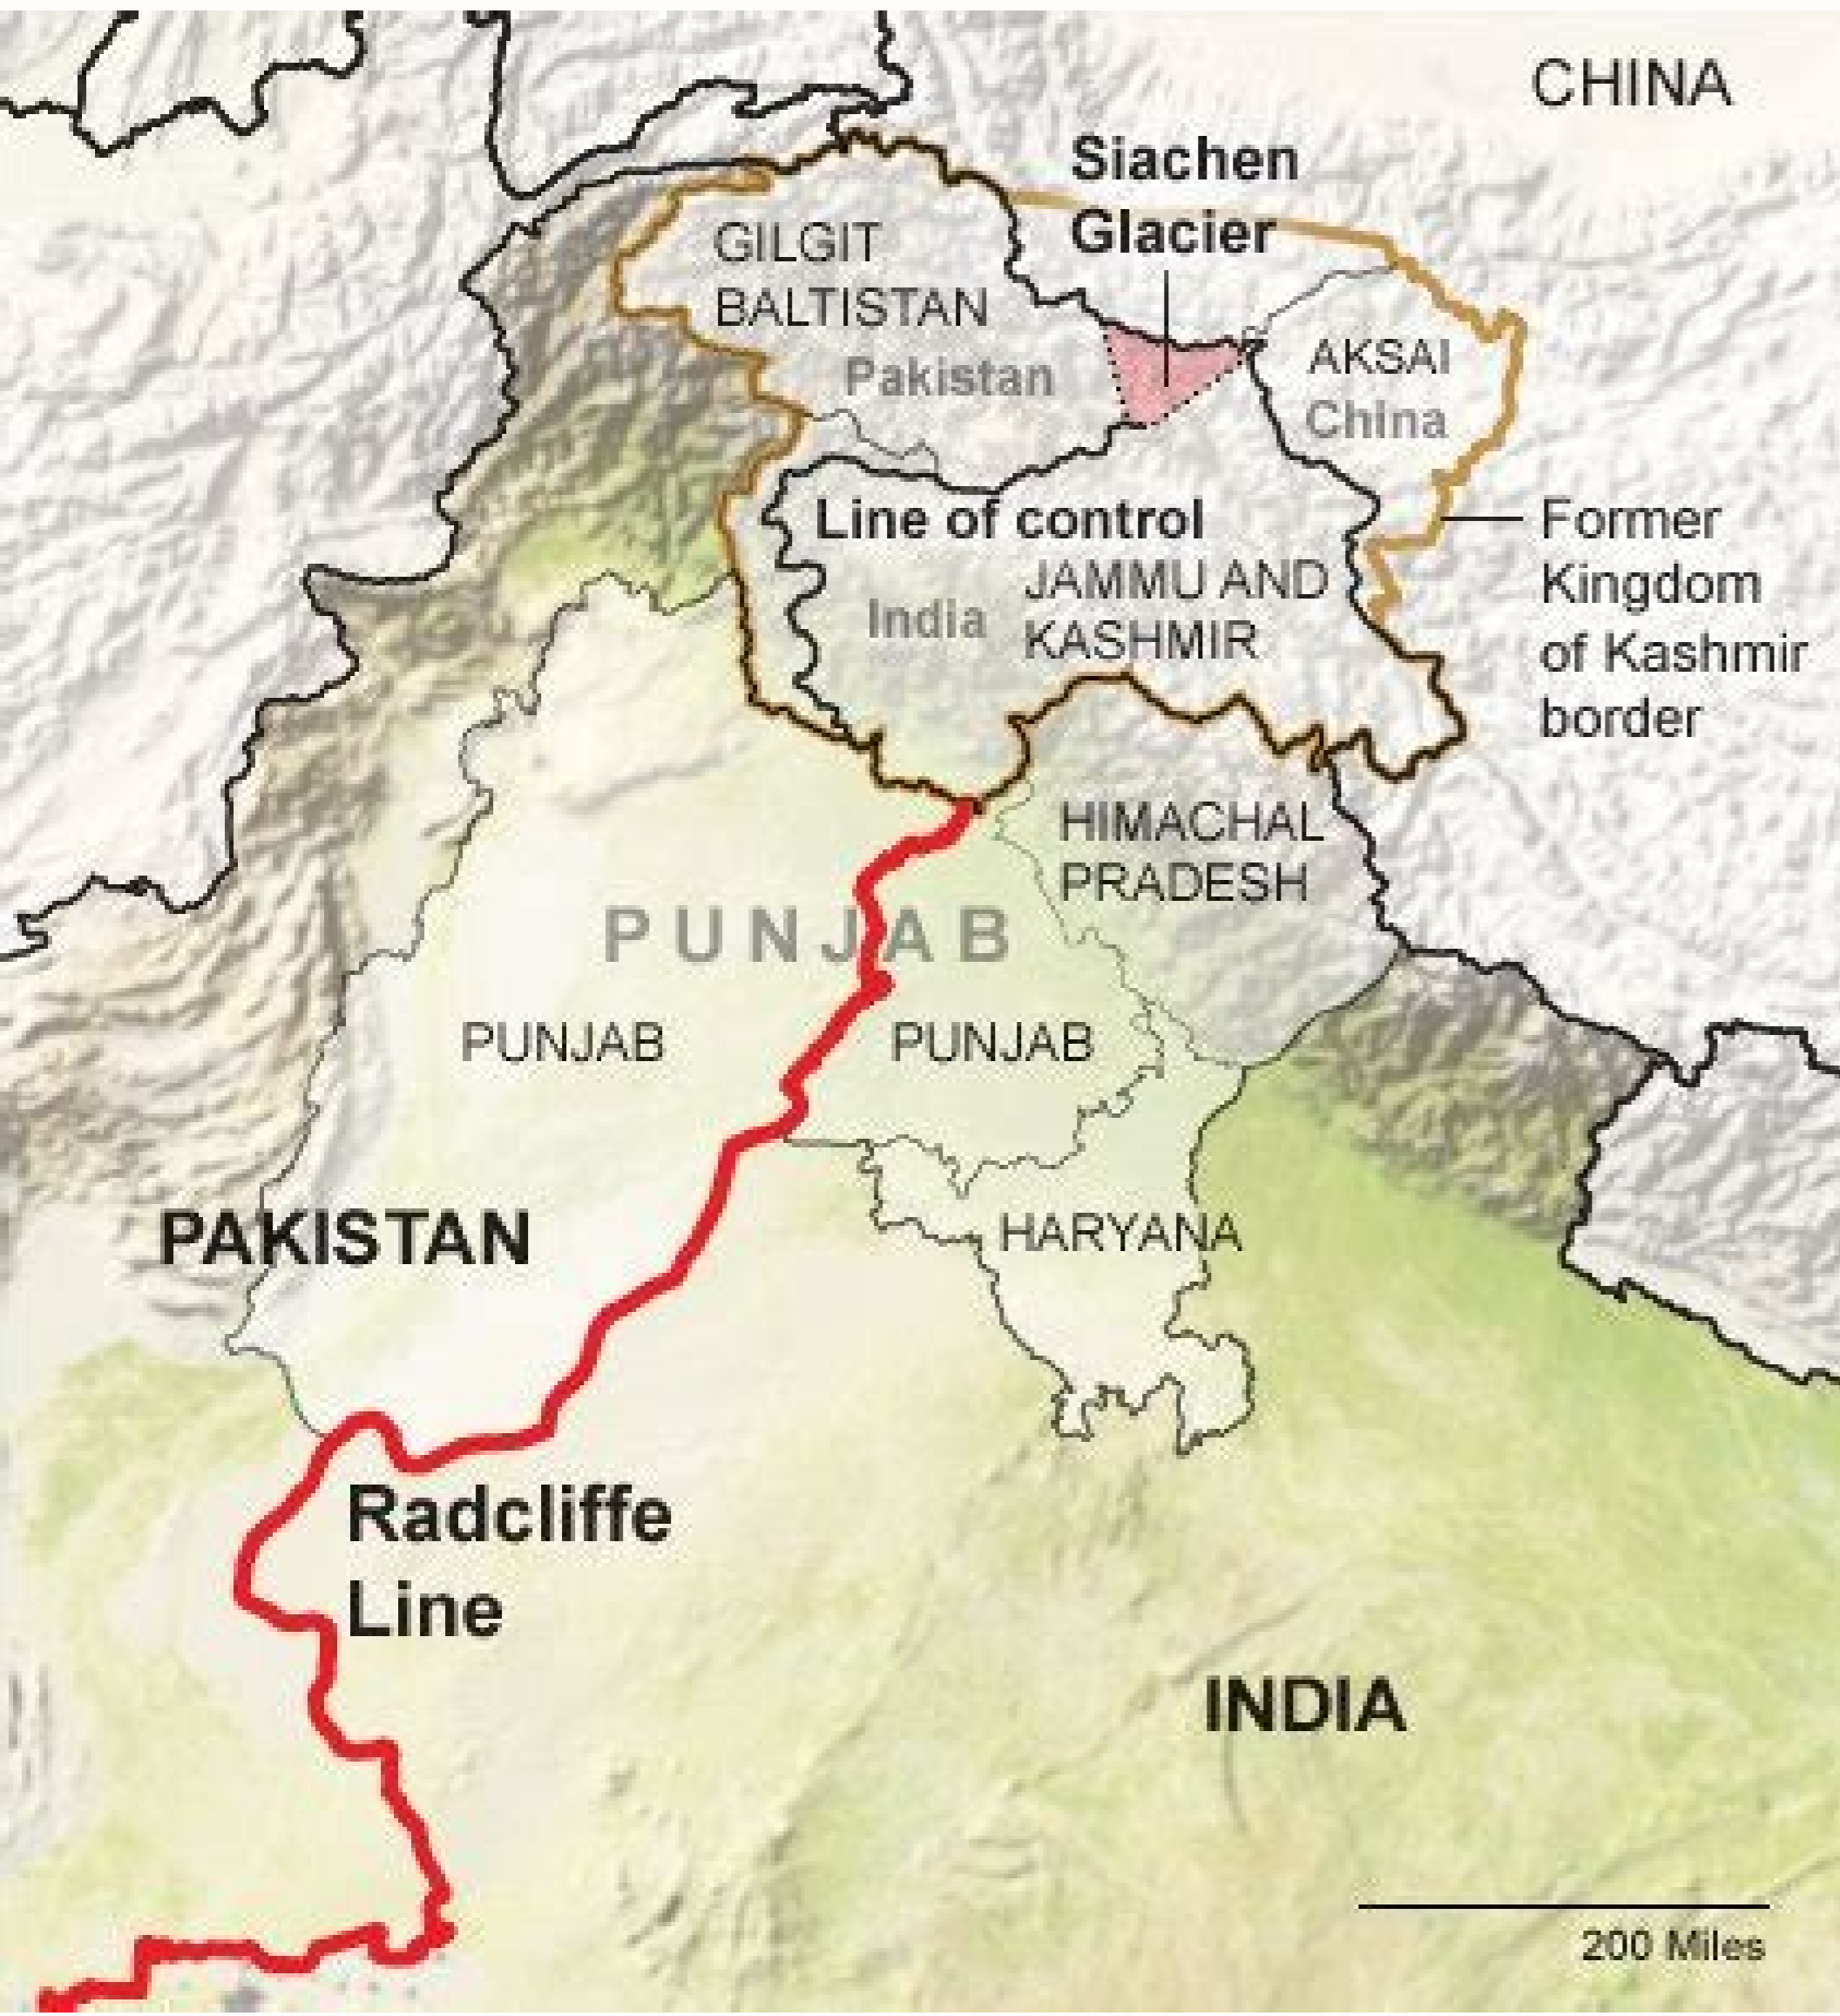 CHINA
Siachen
Glacier
GILGIT
BALTISTAN
Pakistan
AKSAI
China
Line of control
JAMMU AND
KASHMIR
India
Former
Kingdom
of Kashmir
border
HIMACHAL
PRADESH
PUNJAB
PUNJAB
PUNJAB
PAKISTAN
HARYANA
Radcliffe
Line
INDIA
200 Miles